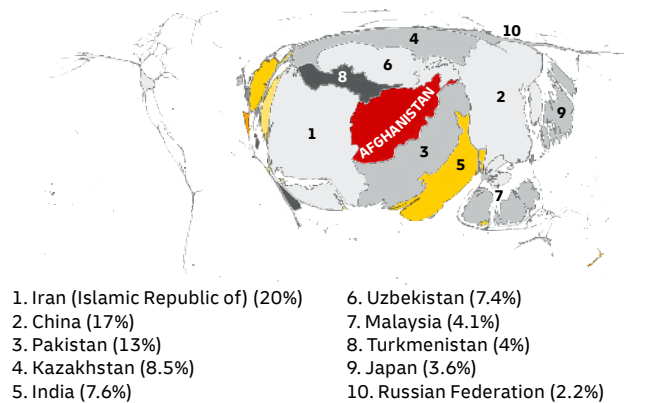 10
4
6
8
2
AFGHANISTAN
9
1
3
5
7
1. Iran (Islamic Republic of) (20%)
2. China (17%)
3. Pakistan (13%)
4. Kazakhstan (8.5%)
5. India (7.6%)
6. Uzbekistan (7.4%)
7. Malaysia (4.1%)
8. Turkmenistan (4%)
9. Japan (3.6%)
10. Russian Federation (2.2%)